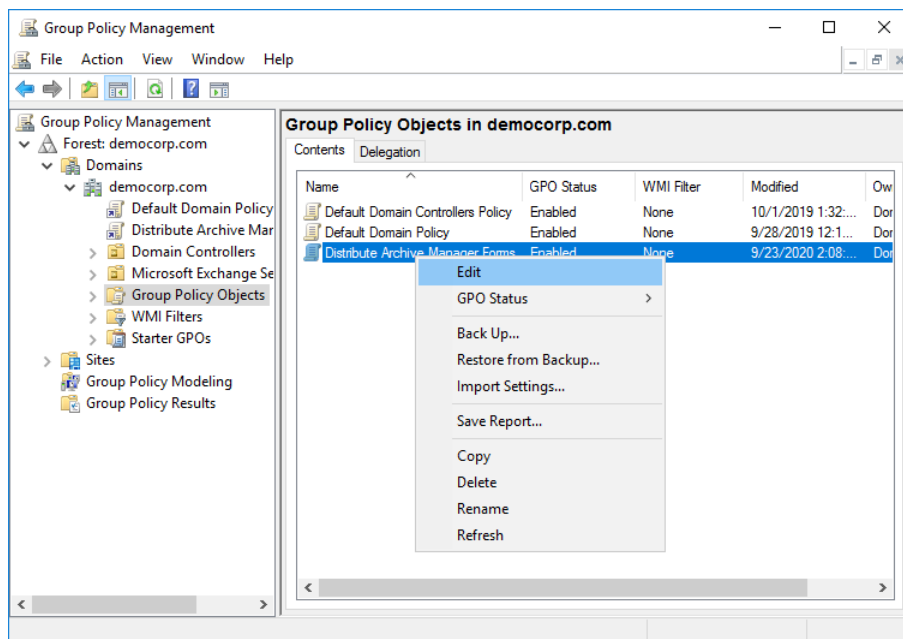 Group Policy Management
File Action View Window Help
Group Policy Management
Forest: democorp.com
Domains
democorp.com
Default Domain Policy
Distribute Archive Mar
Domain Controllers
Microsoft Exchange Se
Group Policy Objects
WMI Filters
Starter GPOs
Sites
Group Policy Modeling
Group Policy Results
Group Policy Objects in democorp.com
Contents Delegation
Name GPO Status WMI Filter Modified Ow
Default Domain Controllers Policy Enabled None 10/1/2019 1:32:... Dor
Default Domain Policy Enabled None 9/28/2019 12:1... Dor
Distribute Archive Manager Forms Enabled None 9/23/2020 2:08:... Dor
Edit
GPO Status
Back Up...
Restore from Backup...
Import Settings...
Save Report...
Copy
Delete
Rename
Refresh